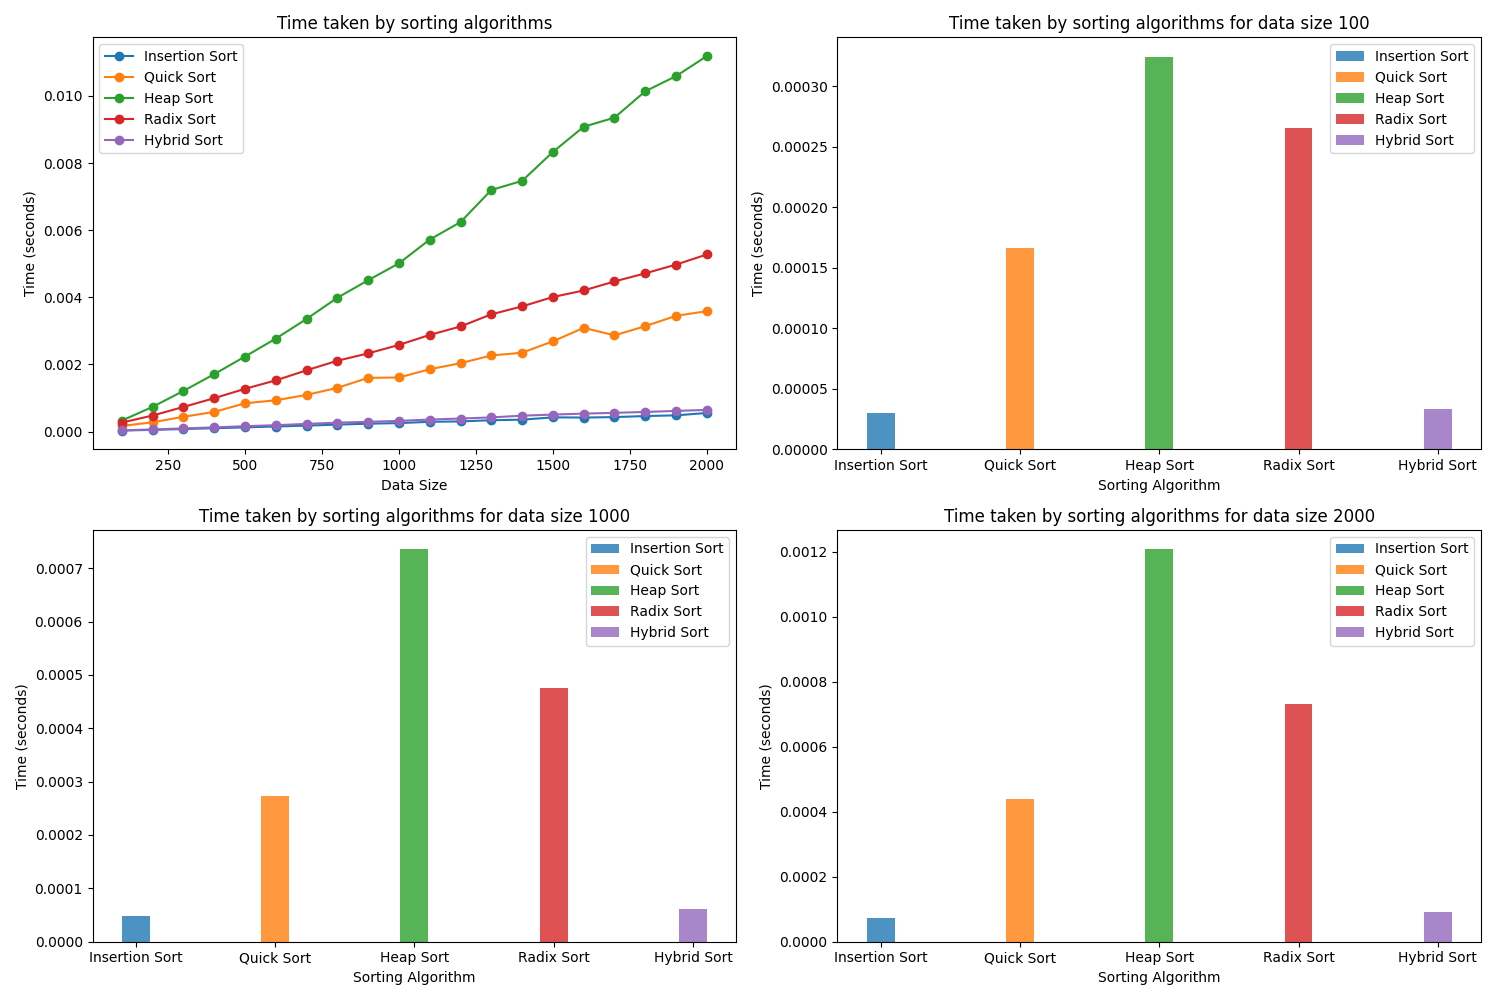 Time taken by sorting algorithms
Insertion Sort
Quick Sort
Heap Sort
Radix Sort
Hybrid Sort
0.010
0.008
0.006
0.004
0.002
0.000
Time (seconds)
250 500 750 1000 1250 1500 1750 2000
Data Size
Time taken by sorting algorithms for data size 100
Insertion Sort
Quick Sort
Heap Sort
Radix Sort
Hybrid Sort
0.00030
0.00025
0.00020
0.00015
0.00010
0.00005
0.00000
Time (seconds)
Insertion Sort Quick Sort Heap Sort Radix Sort Hybrid Sort
Sorting Algorithm
Time taken by sorting algorithms for data size 1000
Insertion Sort
Quick Sort
Heap Sort
Radix Sort
Hybrid Sort
0.0007
0.0006
0.0005
0.0004
0.0003
0.0002
0.0001
0.0000
Time (seconds)
Insertion Sort Quick Sort Heap Sort Radix Sort Hybrid Sort
Sorting Algorithm
Time taken by sorting algorithms for data size 2000
Insertion Sort
Quick Sort
Heap Sort
Radix Sort
Hybrid Sort
0.0012
0.0010
0.0008
0.0006
0.0004
0.0002
0.0000
Time (seconds)
Insertion Sort Quick Sort Heap Sort Radix Sort Hybrid Sort
Sorting Algorithm